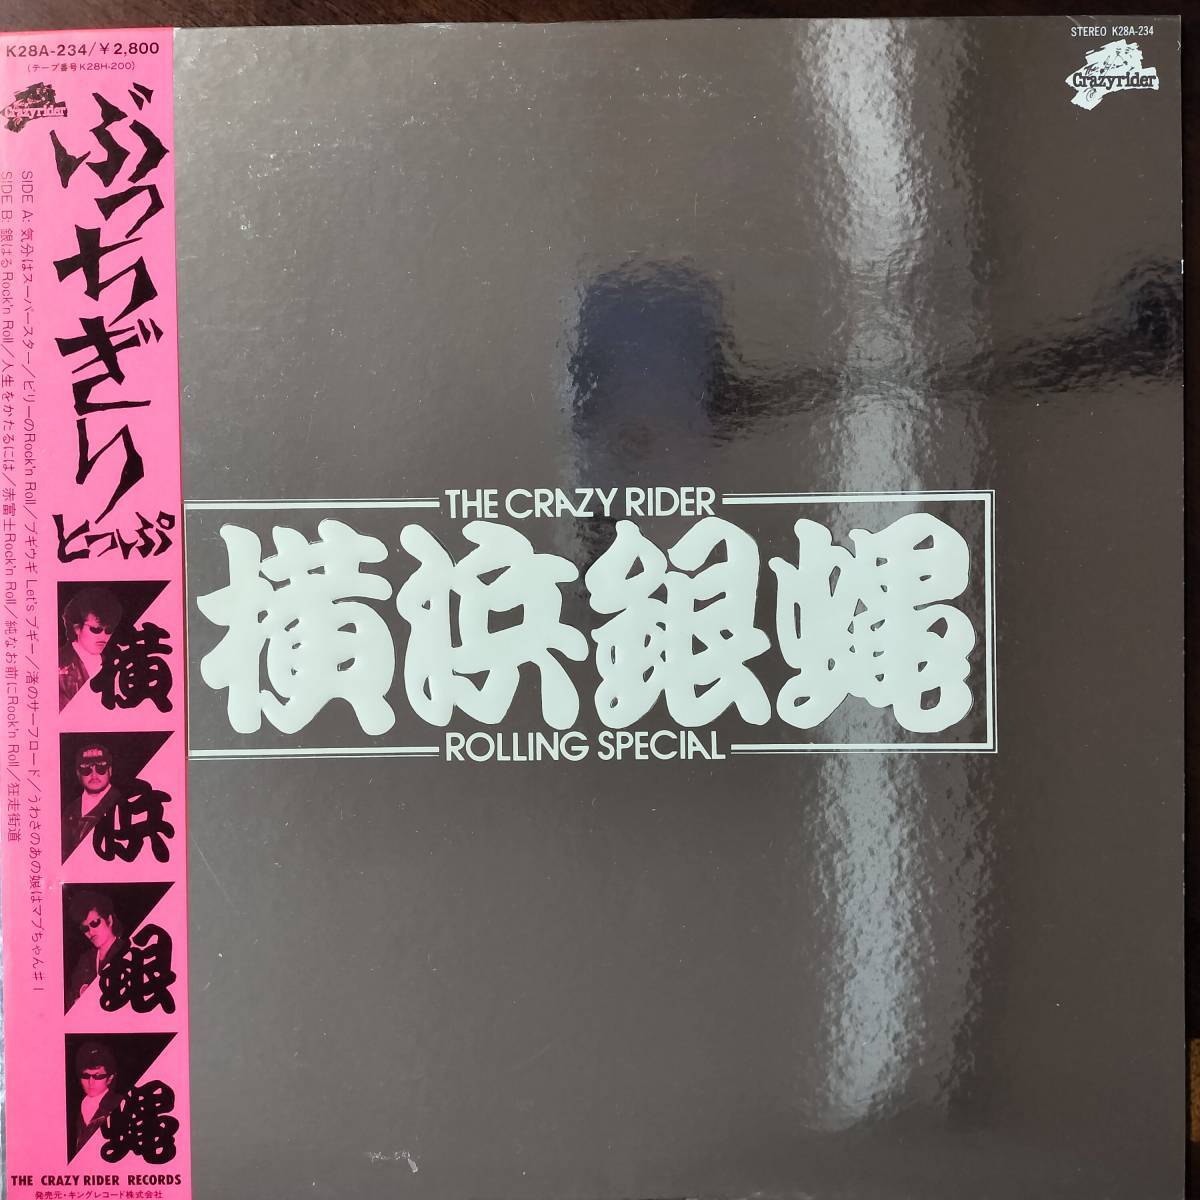 K28A-234/￥2,800
(テープ番号K28H-200)
Crazyrider
ぶっちぎり
とっぷ
SIDE A: 気分はスーパースター/ビリーのRock'n Roll/ブギウギ Let's ブギー/渚のサーフロード/うわさのあの娘はマブちゃん#1
SIDE B: 銀ばるRock'n Roll/人生をかたるには/赤富士Rock'n Roll/純なお前にRock'n Roll/狂走街道
横
浜
銀
蝿
THE CRAZY RIDER RECORDS
発売元・キングレコード株式会社
STEREO K28A-234
The
Crazyrider
THE CRAZY RIDER
横浜銀蝿
ROLLING SPECIAL